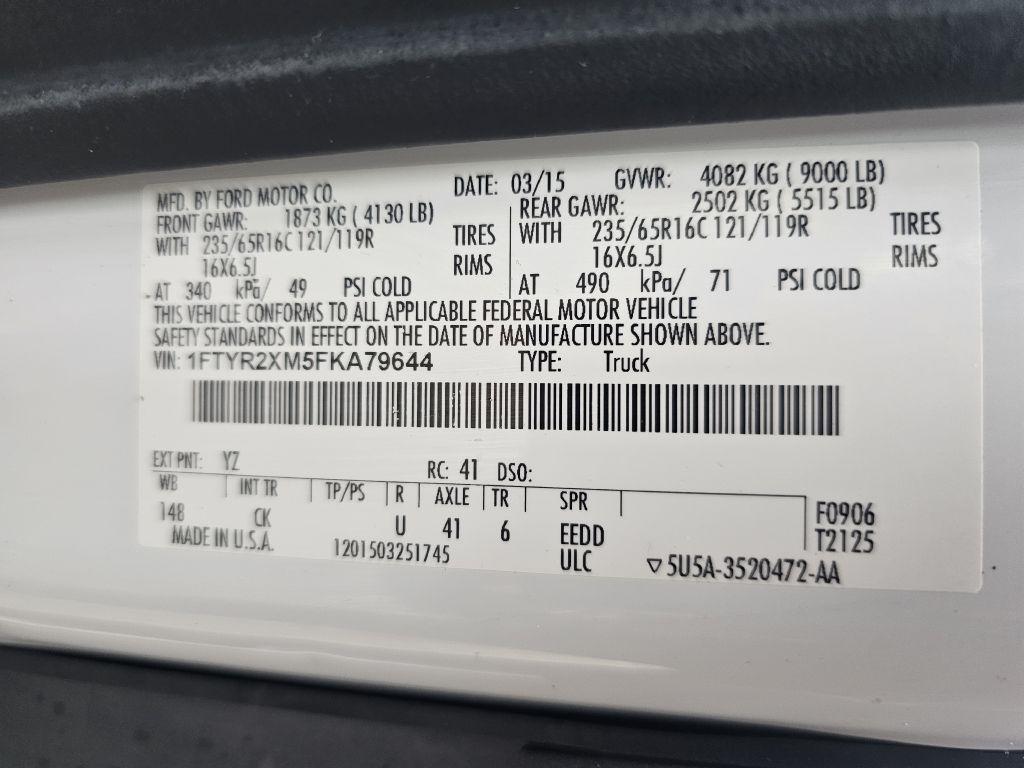 MFD. BY FORD MOTOR CO. DATE: 03/15 GVWR: 4082 KG ( 9000 LB)
FRONT GAWR: 1873 KG ( 4130 LB) REAR GAWR: 2502 KG ( 5515 LB)
WITH 235/65R16C 121/119R TIRES WITH 235/65R16C 121/119R TIRES
16X6.5J RIMS 16X6.5J RIMS
AT 340 kPa/ 49 PSI COLD AT 490 kPa/ 71 PSI COLD
THIS VEHICLE CONFORMS TO ALL APPLICABLE FEDERAL MOTOR VEHICLE
SAFETY STANDARDS IN EFFECT ON THE DATE OF MANUFACTURE SHOWN ABOVE.
VIN: 1FTYR2XM5FKA79644 TYPE: Truck
EXT PNT: YZ RC: 41 DSO:
WB INT TR TP/PS R AXLE TR SPR
148 CK U 41 6 EEDD F0906
MADE IN U.S.A. 1201503251745 ULC T2125
▽5U5A-3520472-AA